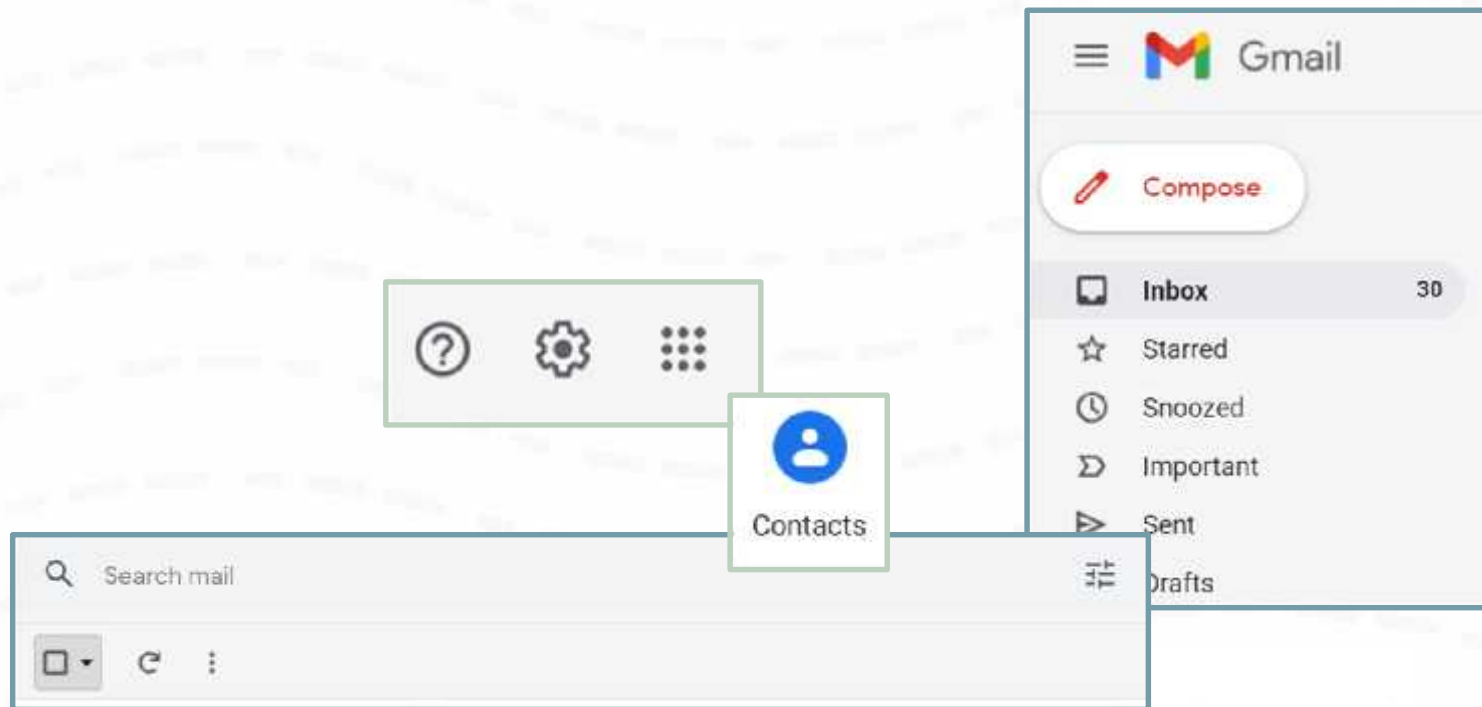 Gmail
Compose
Inbox 30
Starred
Snoozed
Important
Sent
Drafts
Contacts
Search mail